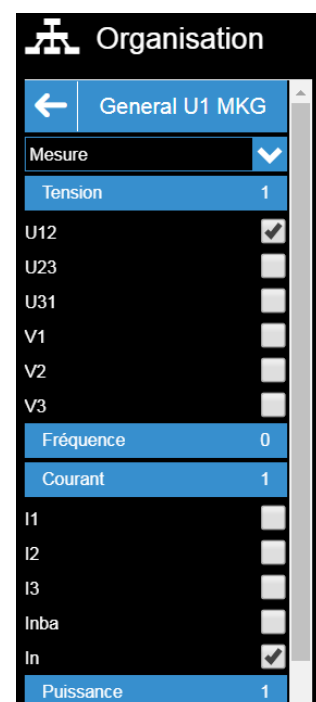 Organisation
General U1 MKG
Mesure
Tension 1
U12
U23
U31
V1
V2
V3
Fréquence 0
Courant 1
I1
I2
I3
Inba
In
Puissance 1